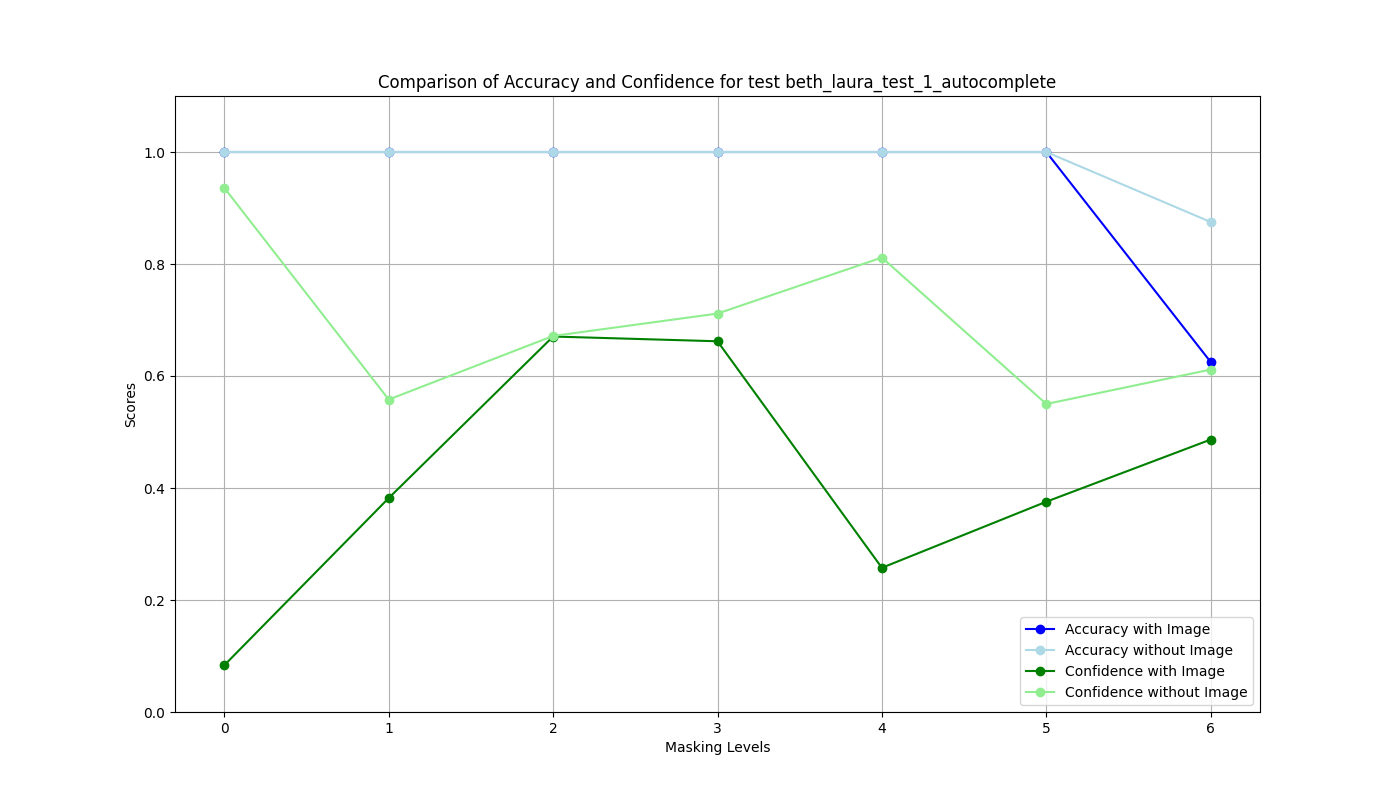 Comparison of Accuracy and Confidence for test beth_laura_test_1_autocomplete
1.0
0.8
0.6
0.4
0.2
0.0
Scores
0 1 2 3 4 5 6
Masking Levels
Accuracy with Image
Accuracy without Image
Confidence with Image
Confidence without Image